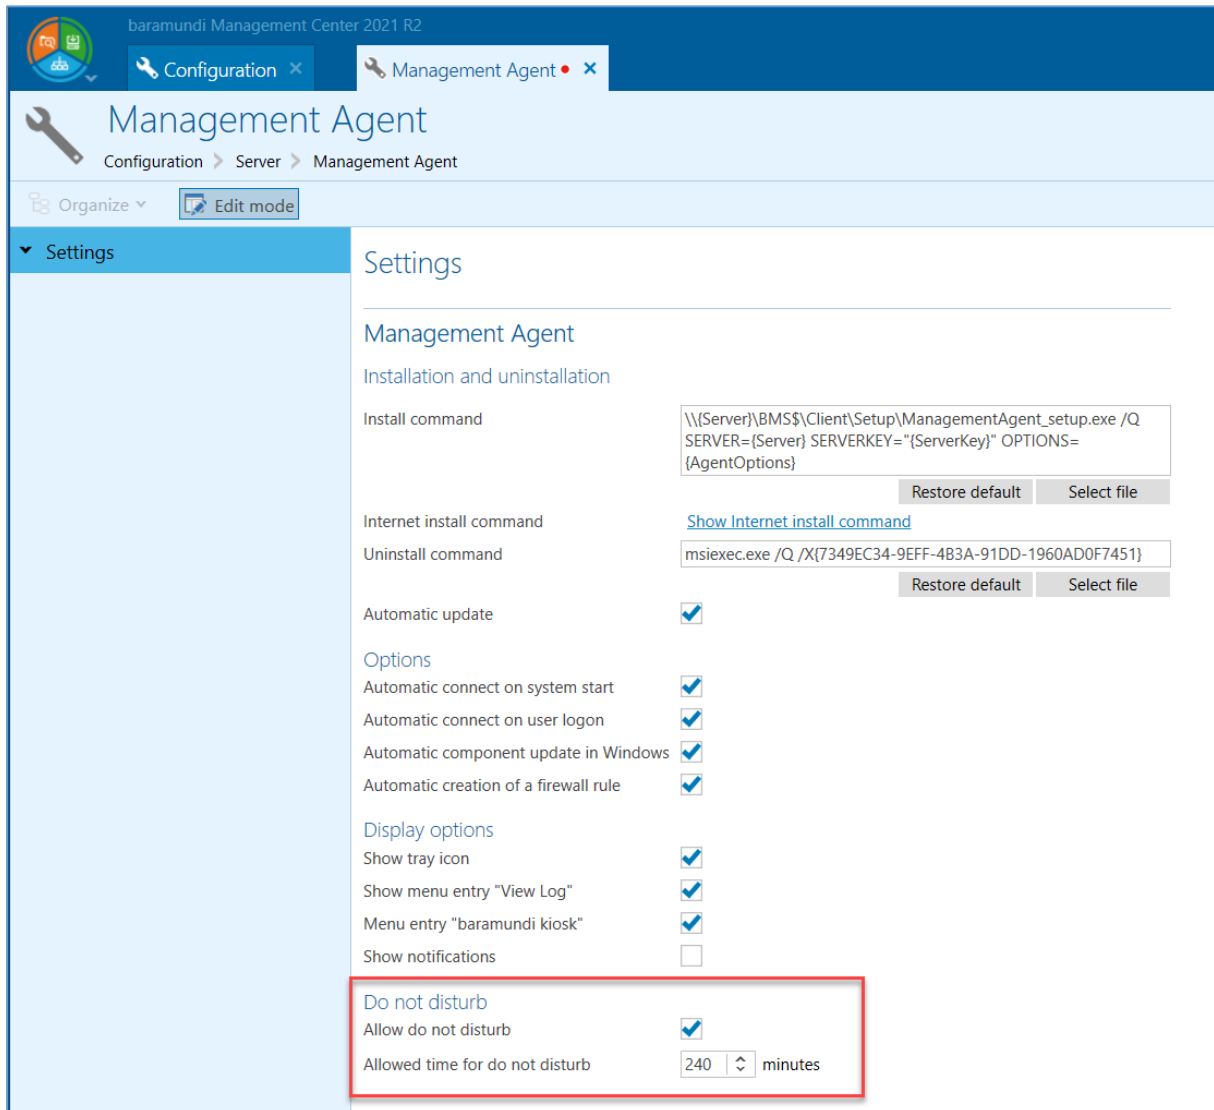 baramundi Management Center 2021 R2
Configuration
Management Agent
Management Agent
Configuration Server Management Agent
Organize
Edit mode
Settings
Settings
Management Agent
Installation and uninstallation
Install command
\\{Server}\BMS$\Client\Setup\ManagementAgent_setup.exe /Q
SERVER={Server} SERVERKEY="{ServerKey}" OPTIONS=
{AgentOptions}
Restore default Select file
Internet install command Show Internet install command
Uninstall command msiexec.exe /Q /X{7349EC34-9EFF-4B3A-91DD-1960AD0F7451}
Restore default Select file
Automatic update
Options
Automatic connect on system start
Automatic connect on user logon
Automatic component update in Windows
Automatic creation of a firewall rule
Display options
Show tray icon
Show menu entry "View Log"
Menu entry "baramundi kiosk"
Show notifications
Do not disturb
Allow do not disturb
Allowed time for do not disturb 240 minutes